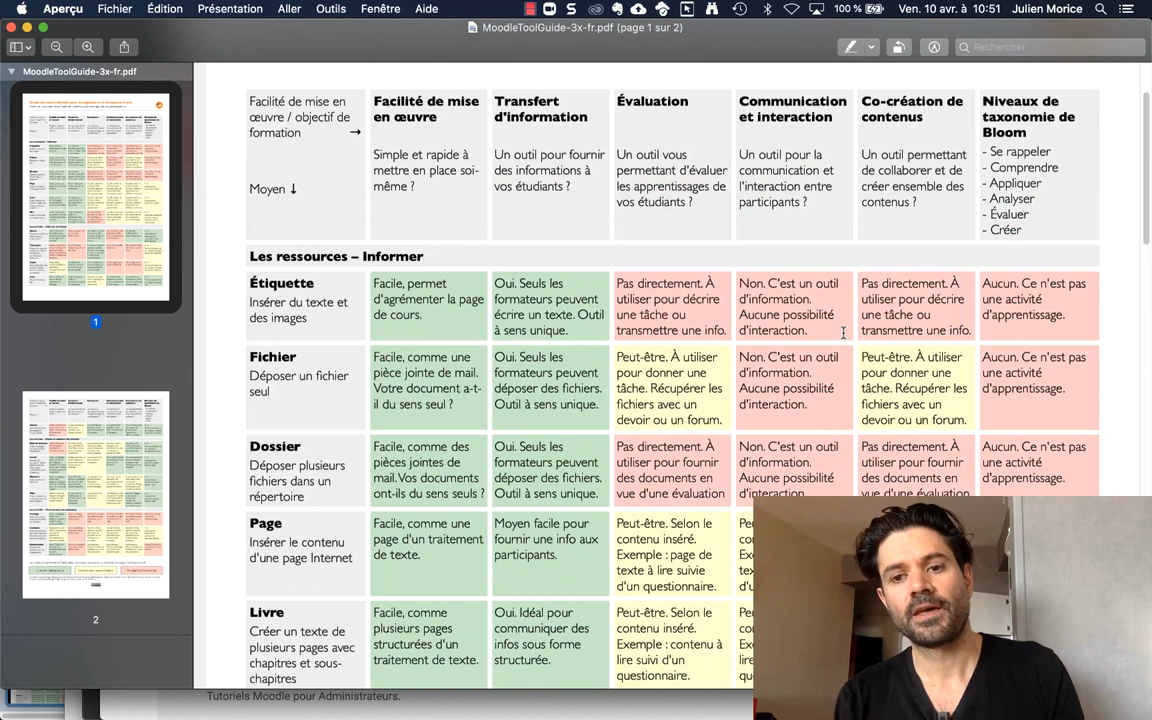 Aperçu Fichier Édition Présentation Aller Outils Fenêtre Aide 100 % Ven. 10 avr. à 10:51 Julien Morice
MoodleToolGuide-3x-fr.pdf (page 1 sur 2)
Rechercher
MoodleToolGuide-3x-fr.pdf
1
2
Facilité de mise en œuvre / objectif de formation →
Moyen ↓
Facilité de mise en œuvre
Simple et rapide à mettre en place soi-même ?
Transfert d'information
Un outil pour fournir des informations à vos étudiants ?
Évaluation
Un outil vous permettant d'évaluer les apprentissages de vos étudiants ?
Communication et interaction
Un outil pour la communication et l'interaction entre participants ?
Co-création de contenus
Un outil permettant de collaborer et de créer ensemble des contenus ?
Niveaux de taxonomie de Bloom
- Se rappeler
- Comprendre
- Appliquer
- Analyser
- Évaluer
- Créer
Les ressources – Informer
Étiquette
Insérer du texte et des images
Facile, permet d'agrémenter la page de cours.
Oui. Seuls les formateurs peuvent écrire un texte. Outil à sens unique.
Pas directement. À utiliser pour décrire une tâche ou transmettre une info.
Non. C'est un outil d'information. Aucune possibilité d'interaction.
Pas directement. À utiliser pour décrire une tâche ou transmettre une info.
Aucun. Ce n'est pas une activité d'apprentissage.
Fichier
Déposer un fichier seul
Facile, comme une pièce jointe de mail. Votre document a-t-il du sens seul ?
Oui. Seuls les formateurs peuvent déposer des fichiers. Outil à sens unique.
Peut-être. À utiliser pour donner une tâche. Récupérer les fichiers avec un devoir ou un forum.
Non. C'est un outil d'information. Aucune possibilité d'interaction.
Peut-être. À utiliser pour donner une tâche. Récupérer les fichiers avec un devoir ou un forum.
Aucun. Ce n'est pas une activité d'apprentissage.
Dossier
Déposer plusieurs fichiers dans un répertoire
Facile, comme des pièces jointes de mail. Vos documents ont-ils du sens seuls ?
Oui. Seuls les formateurs peuvent déposer des fichiers. Outil à sens unique.
Pas directement. À utiliser pour fournir des documents en vue d'une évaluation
Non. C'est un outil d'information. Aucune possibilité d'interaction.
Pas directement. À utiliser pour fournir des documents en vue d'une évaluation
Aucun. Ce n'est pas une activité d'apprentissage.
Page
Insérer le contenu d'une page Internet
Facile, comme une page d'un traitement de texte.
Moyen facile pour fournir une info aux participants.
Peut-être. Selon le contenu inséré. Exemple : page de texte à lire suivie d'un questionnaire.
Livre
Créer un texte de plusieurs pages avec chapitres et sous-chapitres
Facile, comme plusieurs pages structurées d'un traitement de texte.
Oui. Idéal pour communiquer des infos sous forme structurée.
Peut-être. Selon le contenu inséré. Exemple : contenu à lire suivi d'un questionnaire.
Tutoriels Moodle pour Administrateurs.